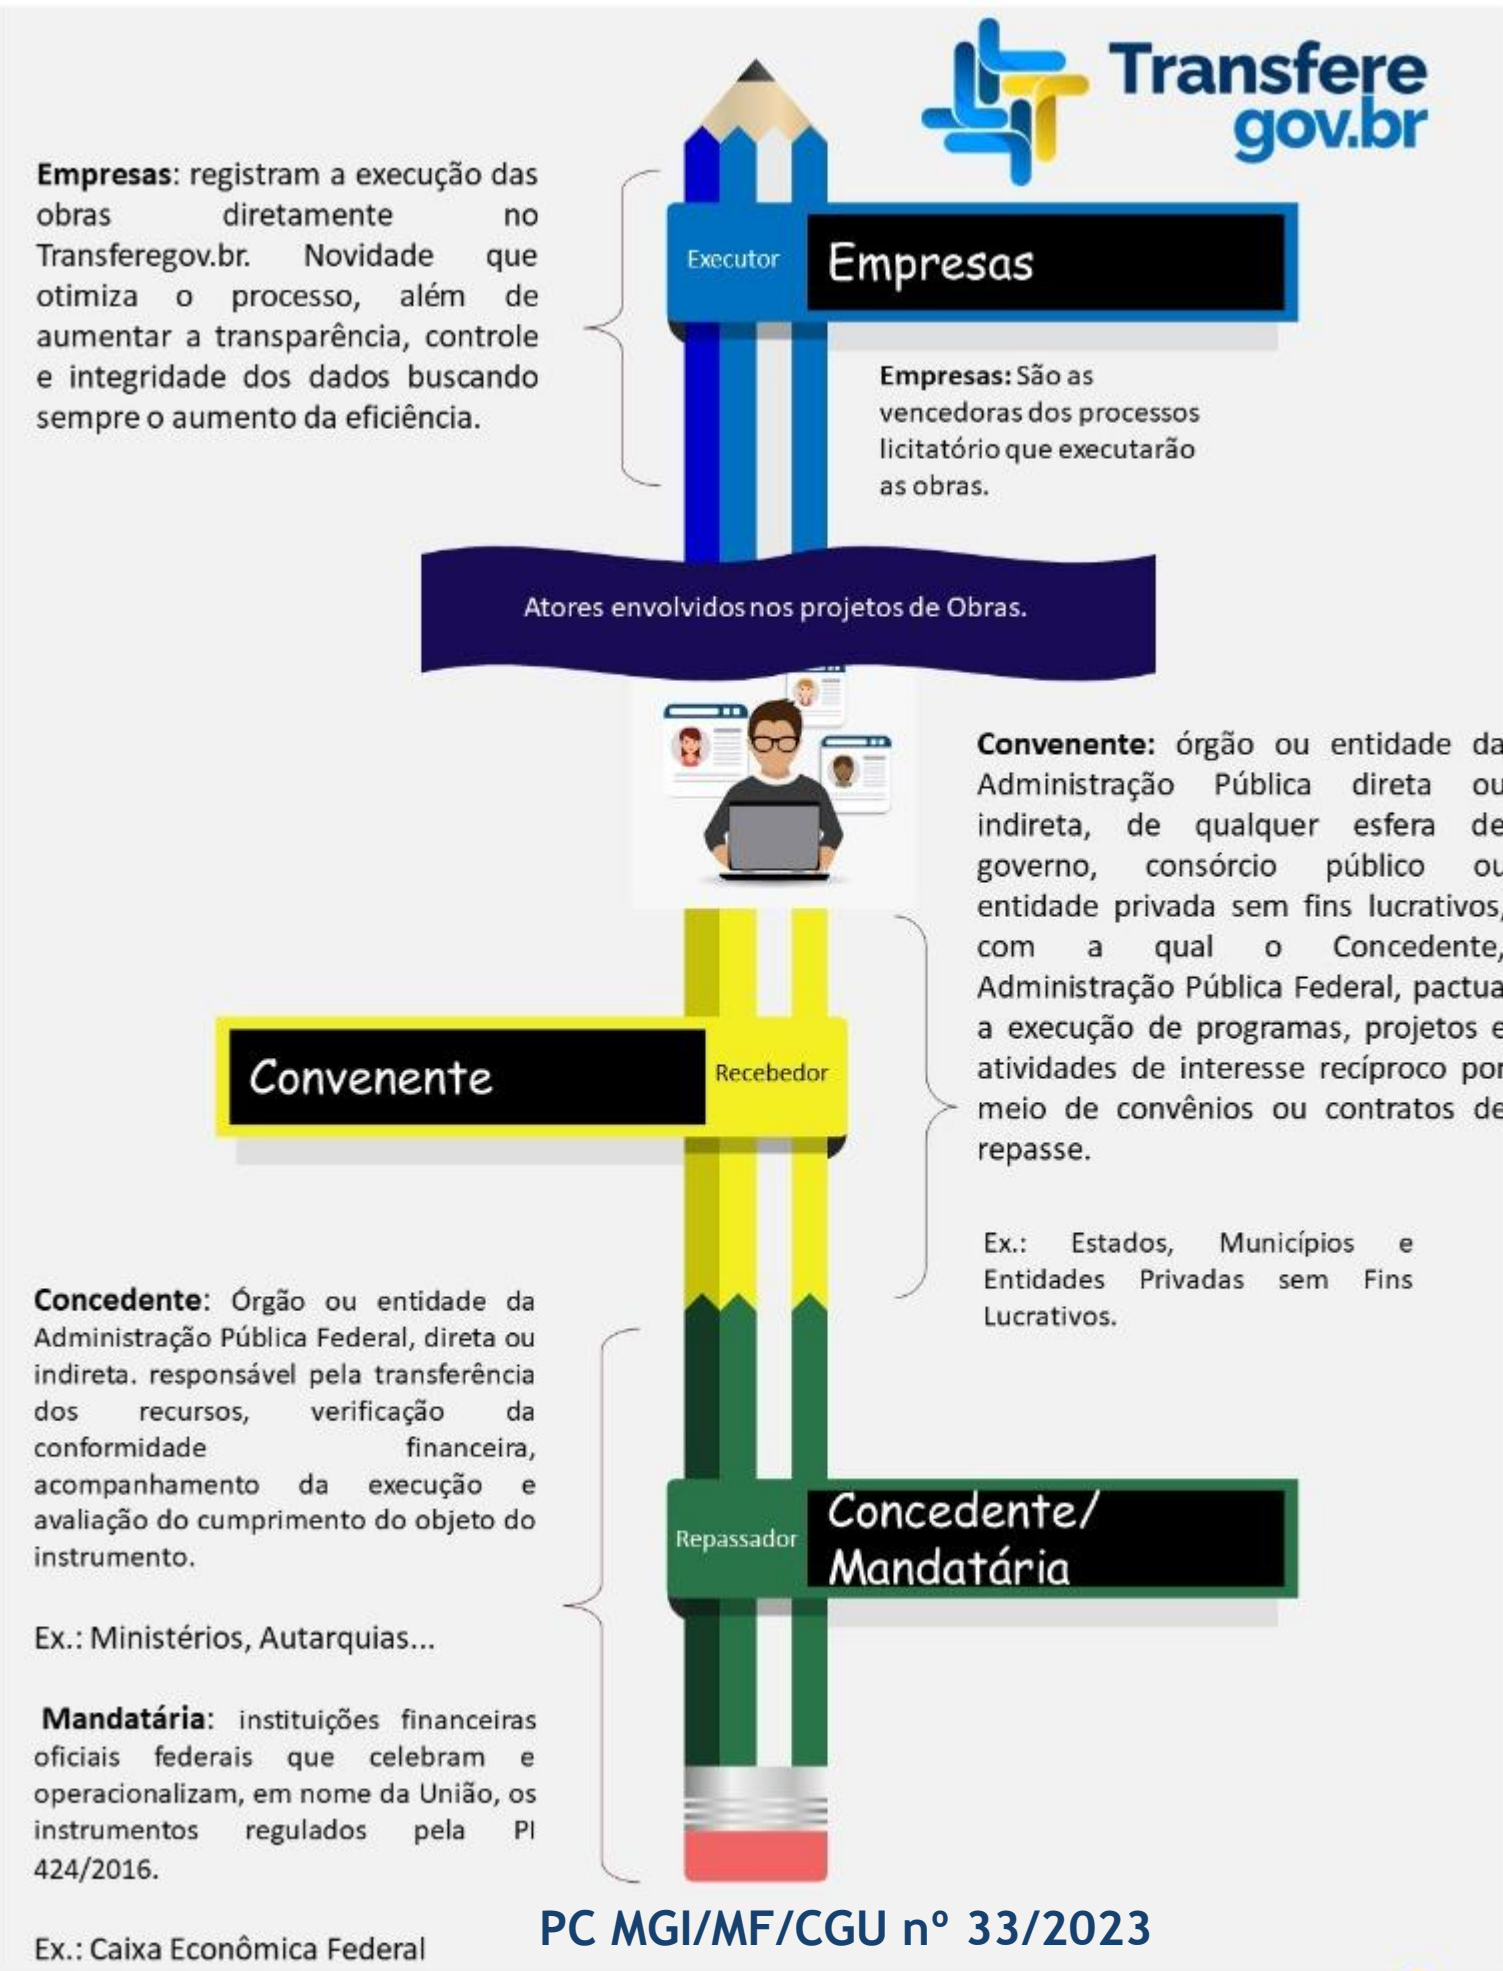 Transfere
gov.br
Empresas: registram a execução das
obras diretamente no
Transferegov.br. Novidade que
otimiza o processo, além de
aumentar a transparência, controle
e integridade dos dados buscando
sempre o aumento da eficiência.
Executor
Empresas
Empresas: São as
vencedoras dos processos
licitatório que executarão
as obras.
Atores envolvidos nos projetos de Obras.
Convenente: órgão ou entidade da
Administração Pública direta ou
indireta, de qualquer esfera de
governo, consórcio público ou
entidade privada sem fins lucrativos,
com a qual o Concedente,
Administração Pública Federal, pactua
a execução de programas, projetos e
atividades de interesse recíproco por
meio de convênios ou contratos de
repasse.
Convenente
Recebedor
Ex.: Estados, Municípios e
Entidades Privadas sem Fins
Lucrativos.
Concedente: Órgão ou entidade da
Administração Pública Federal, direta ou
indireta. responsável pela transferência
dos recursos, verificação da
conformidade financeira,
acompanhamento da execução e
avaliação do cumprimento do objeto do
instrumento.
Ex.: Ministérios, Autarquias...
Repassador
Concedente/
Mandatária
Mandatária: instituições financeiras
oficiais federais que celebram e
operacionalizam, em nome da União, os
instrumentos regulados pela PI
424/2016.
Ex.: Caixa Econômica Federal
PC MGI/MF/CGU nº 33/2023